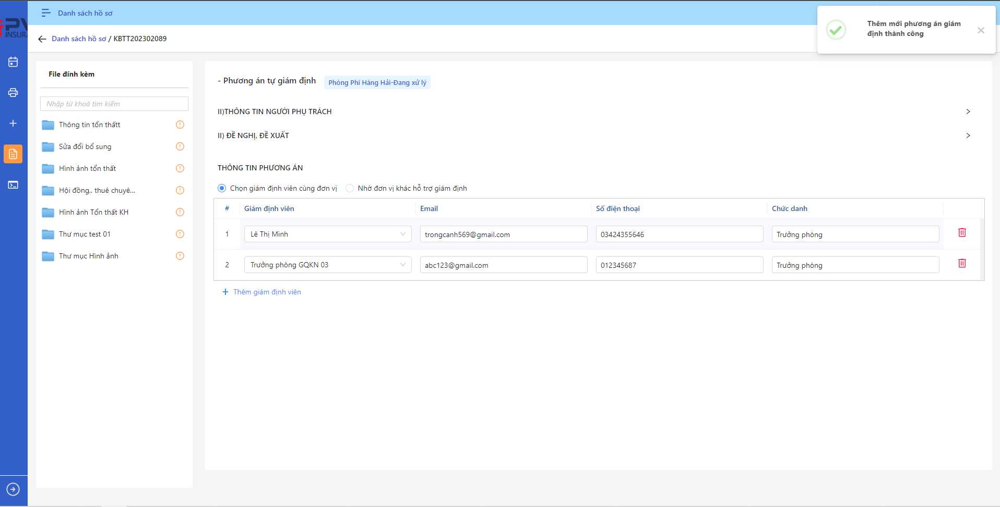 Danh sách hồ sơ
Thêm mới phương án giám
định thành công
PV
INSURA
Danh sách hồ sơ / KBTT202302089
File đính kèm
Nhập từ khoá tìm kiếm
Thông tin tổn thấtt
Sửa đổi bổ sung
Hình ảnh tổn thất
Hội đồng,. thuê chuyê...
Hình ảnh Tổn thất KH
Thư mục test 01
Thư mục Hình ảnh
- Phương án tự giám định
Phòng Phi Hàng Hải-Đang xử lý
II)THÔNG TIN NGƯỜI PHỤ TRÁCH
II) ĐỀ NGHỊ, ĐỀ XUẤT
THÔNG TIN PHƯƠNG ÁN
Chọn giám định viên cùng đơn vị Nhờ đơn vị khác hỗ trợ giám định
# Giám định viên Email Số điện thoại Chức danh
1 Lê Thị Minh trongcanh569@gmail.com 03424355646 Trưởng phòng
2 Trưởng phòng GQKN 03 abc123@gmail.com 012345687 Trưởng phòng
+ Thêm giám định viên